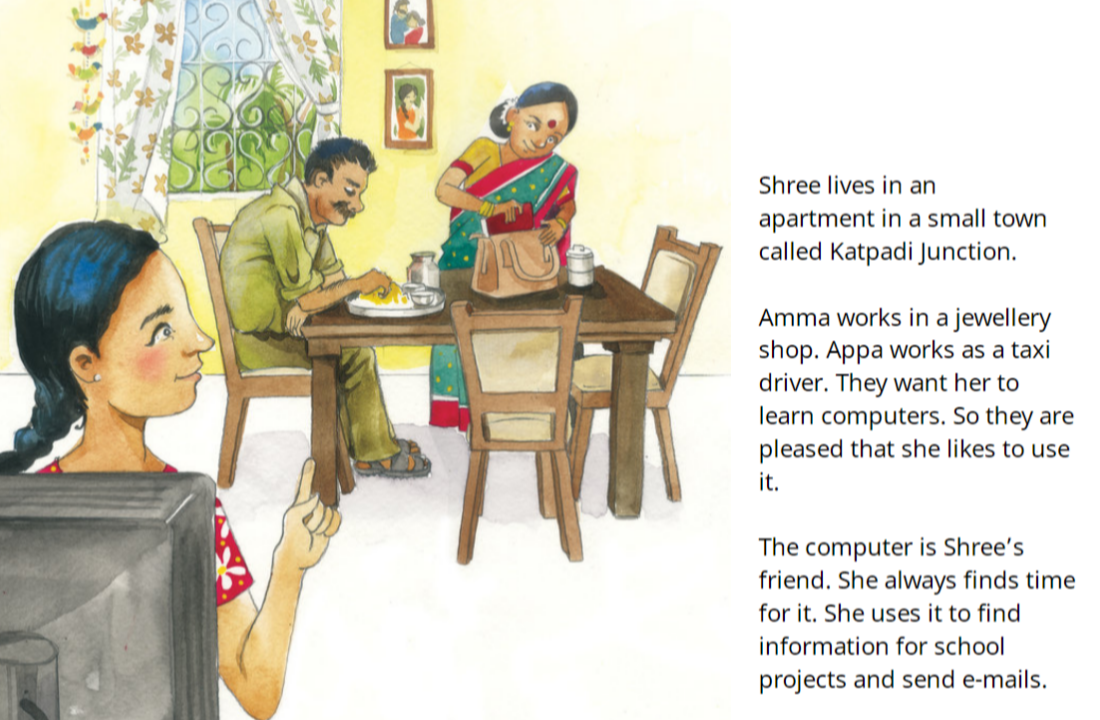 Shree lives in an
apartment in a small town
called Katpadi Junction.
Amma works in a jewellery
shop. Appa works as a taxi
driver. They want her to
learn computers. So they are
pleased that she likes to use
it.
The computer is Shree’s
friend. She always finds time
for it. She uses it to find
information for school
projects and send e-mails.